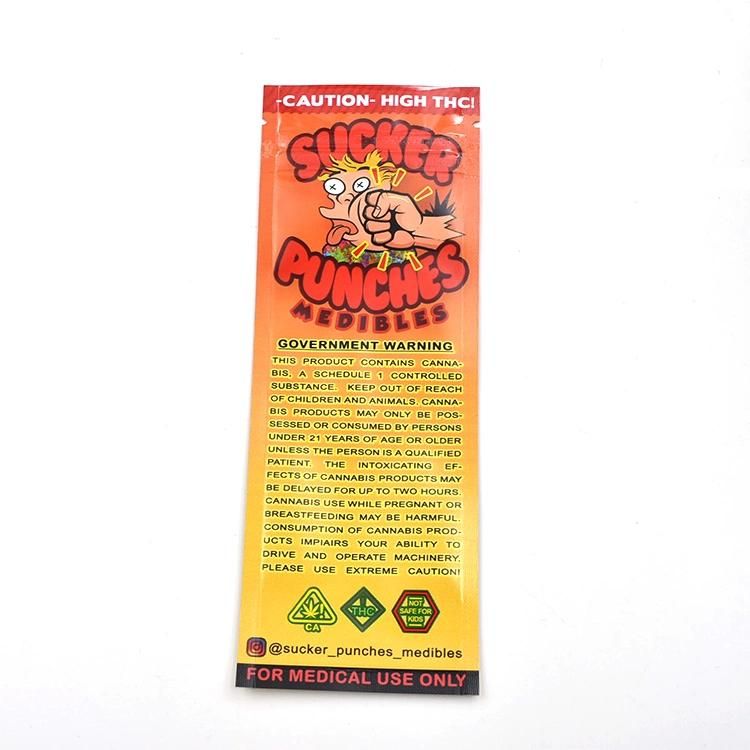 -CAUTION- HIGH THC!
SUCKER
PUNCHES
MEDIBLES
GOVERNMENT WARNING
THIS PRODUCT CONTAINS CANNA-
BIS, A SCHEDULE 1 CONTROLLED
SUBSTANCE. KEEP OUT OF REACH
OF CHILDREN AND ANIMALS. CANNA-
BIS PRODUCTS MAY ONLY BE POS-
SESSED OR CONSUMED BY PERSONS
UNDER 21 YEARS OF AGE OR OLDER
UNLESS THE PERSON IS A QUALIFIED
PATIENT. THE INTOXICATING EF-
FECTS OF CANNABIS PRODUCTS MAY
BE DELAYED FOR UP TO TWO HOURS.
CANNABIS USE WHILE PREGNANT OR
BREASTFEEDING MAY BE HARMFUL.
CONSUMPTION OF CANNABIS PROD-
UCTS IMPIAIRS YOUR ABILITY TO
DRIVE AND OPERATE MACHINERY.
PLEASE USE EXTREME CAUTION!
CA
THC
NOT
SAFE FOR
KIDS
@sucker_punches_medibles
FOR MEDICAL USE ONLY